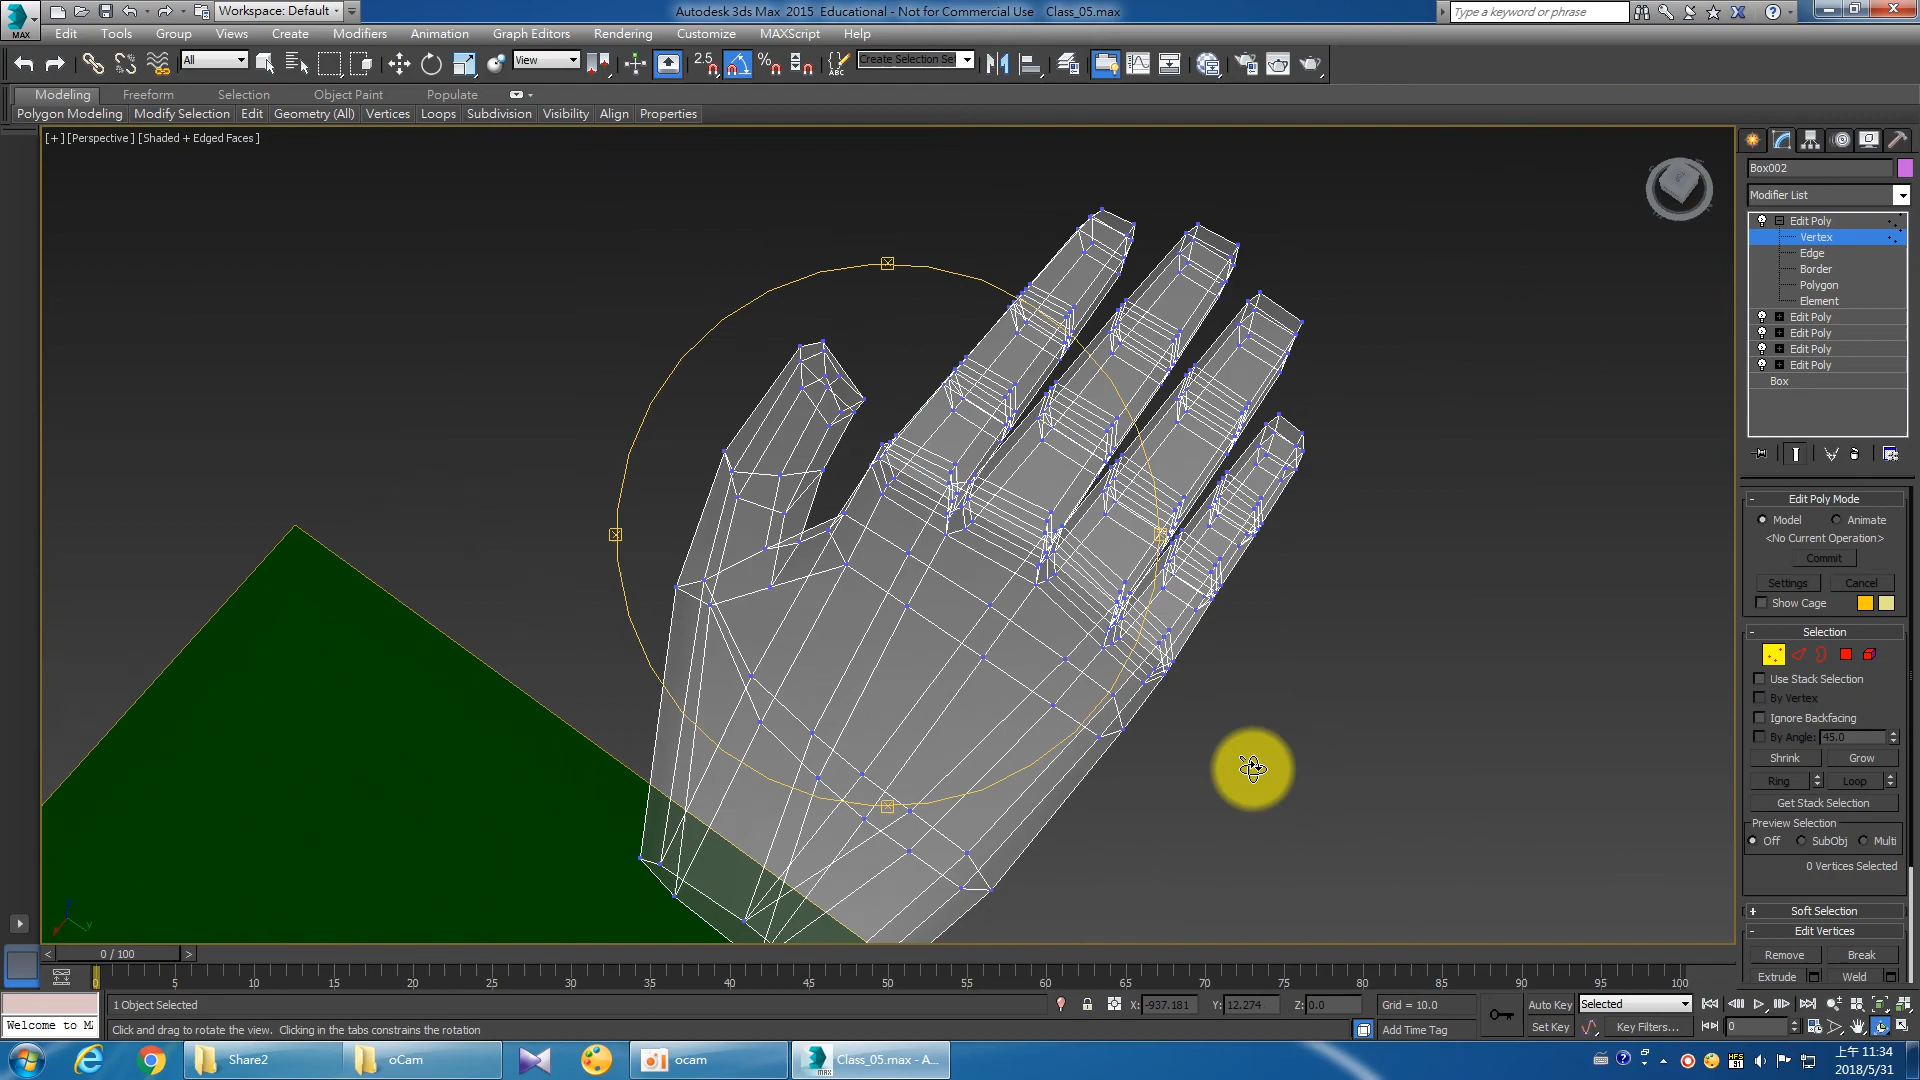 MAX
Workspace: Default
Autodesk 3ds Max  2015  Educational - Not for Commercial Use    Class_05.max
Type a keyword or phrase
Edit Tools Group Views Create Modifiers Animation Graph Editors Rendering Customize MAXScript Help
All
View
2.5
Create Selection Set
Modeling Freeform Selection Object Paint Populate
Polygon Modeling Modify Selection Edit Geometry (All) Vertices Loops Subdivision Visibility Align Properties
[+] [Perspective] [Shaded + Edged Faces]
Box002
Modifier List
Edit Poly
Vertex
Edge
Border
Polygon
Element
Edit Poly
Edit Poly
Edit Poly
Edit Poly
Box
Edit Poly Mode
Model Animate
<No Current Operation>
Commit
Settings Cancel
Show Cage
Selection
Use Stack Selection
By Vertex
Ignore Backfacing
By Angle: 45.0
Shrink Grow
Ring Loop
Get Stack Selection
Preview Selection
Off SubObj Multi
0 Vertices Selected
Soft Selection
Edit Vertices
Remove Break
Extrude Weld
0 / 100
0 5 10 15 20 25 30 35 40 45 50 55 60 65 70 75 80 85 90 95 100
1 Object Selected
X: -937.181 Y: 12.274 Z: 0.0 Grid = 10.0
Auto Key Selected
Welcome to M
Click and drag to rotate the view.  Clicking in the tabs constrains the rotation
Add Time Tag
Set Key Key Filters... 0
Share2 oCam ocam Class_05.max - A...
上午 11:34
2018/5/31